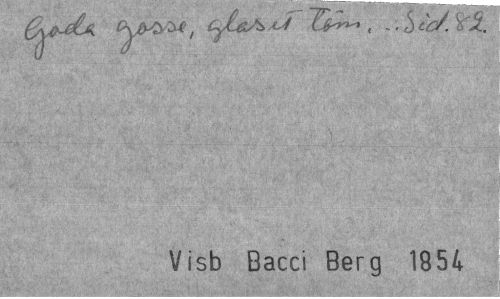 Goda gosse, glaset töm. .. Sid. 82.
Visb Bacci Berg 1854